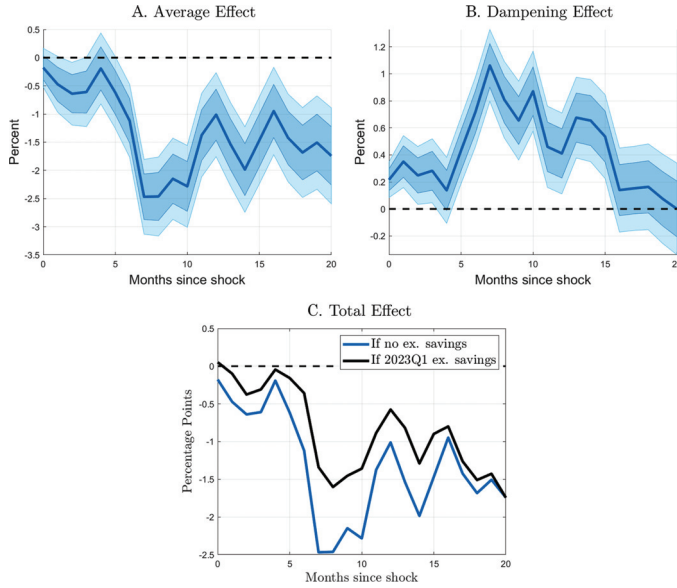 A. Average Effect
0.5
0
-0.5
-1
-1.5
-2
-2.5
-3
-3.5
Percent
0 5 10 15 20
Months since shock
B. Dampening Effect
1.2
1
0.8
0.6
0.4
0.2
0
-0.2
Percent
0 5 10 15 20
Months since shock
C. Total Effect
0.5
0
-0.5
-1
-1.5
-2
-2.5
Percentage Points
If no ex. savings
If 2023Q1 ex. savings
0 5 10 15 20
Months since shock